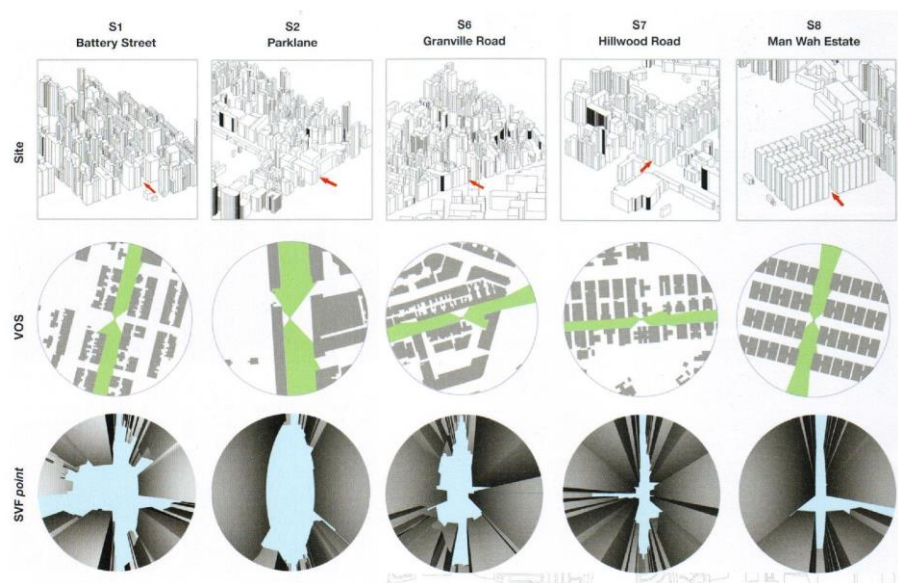 S1
Battery Street
S2
Parklane
S6
Granville Road
S7
Hillwood Road
S8
Man Wah Estate
Site
VOS
SVF point